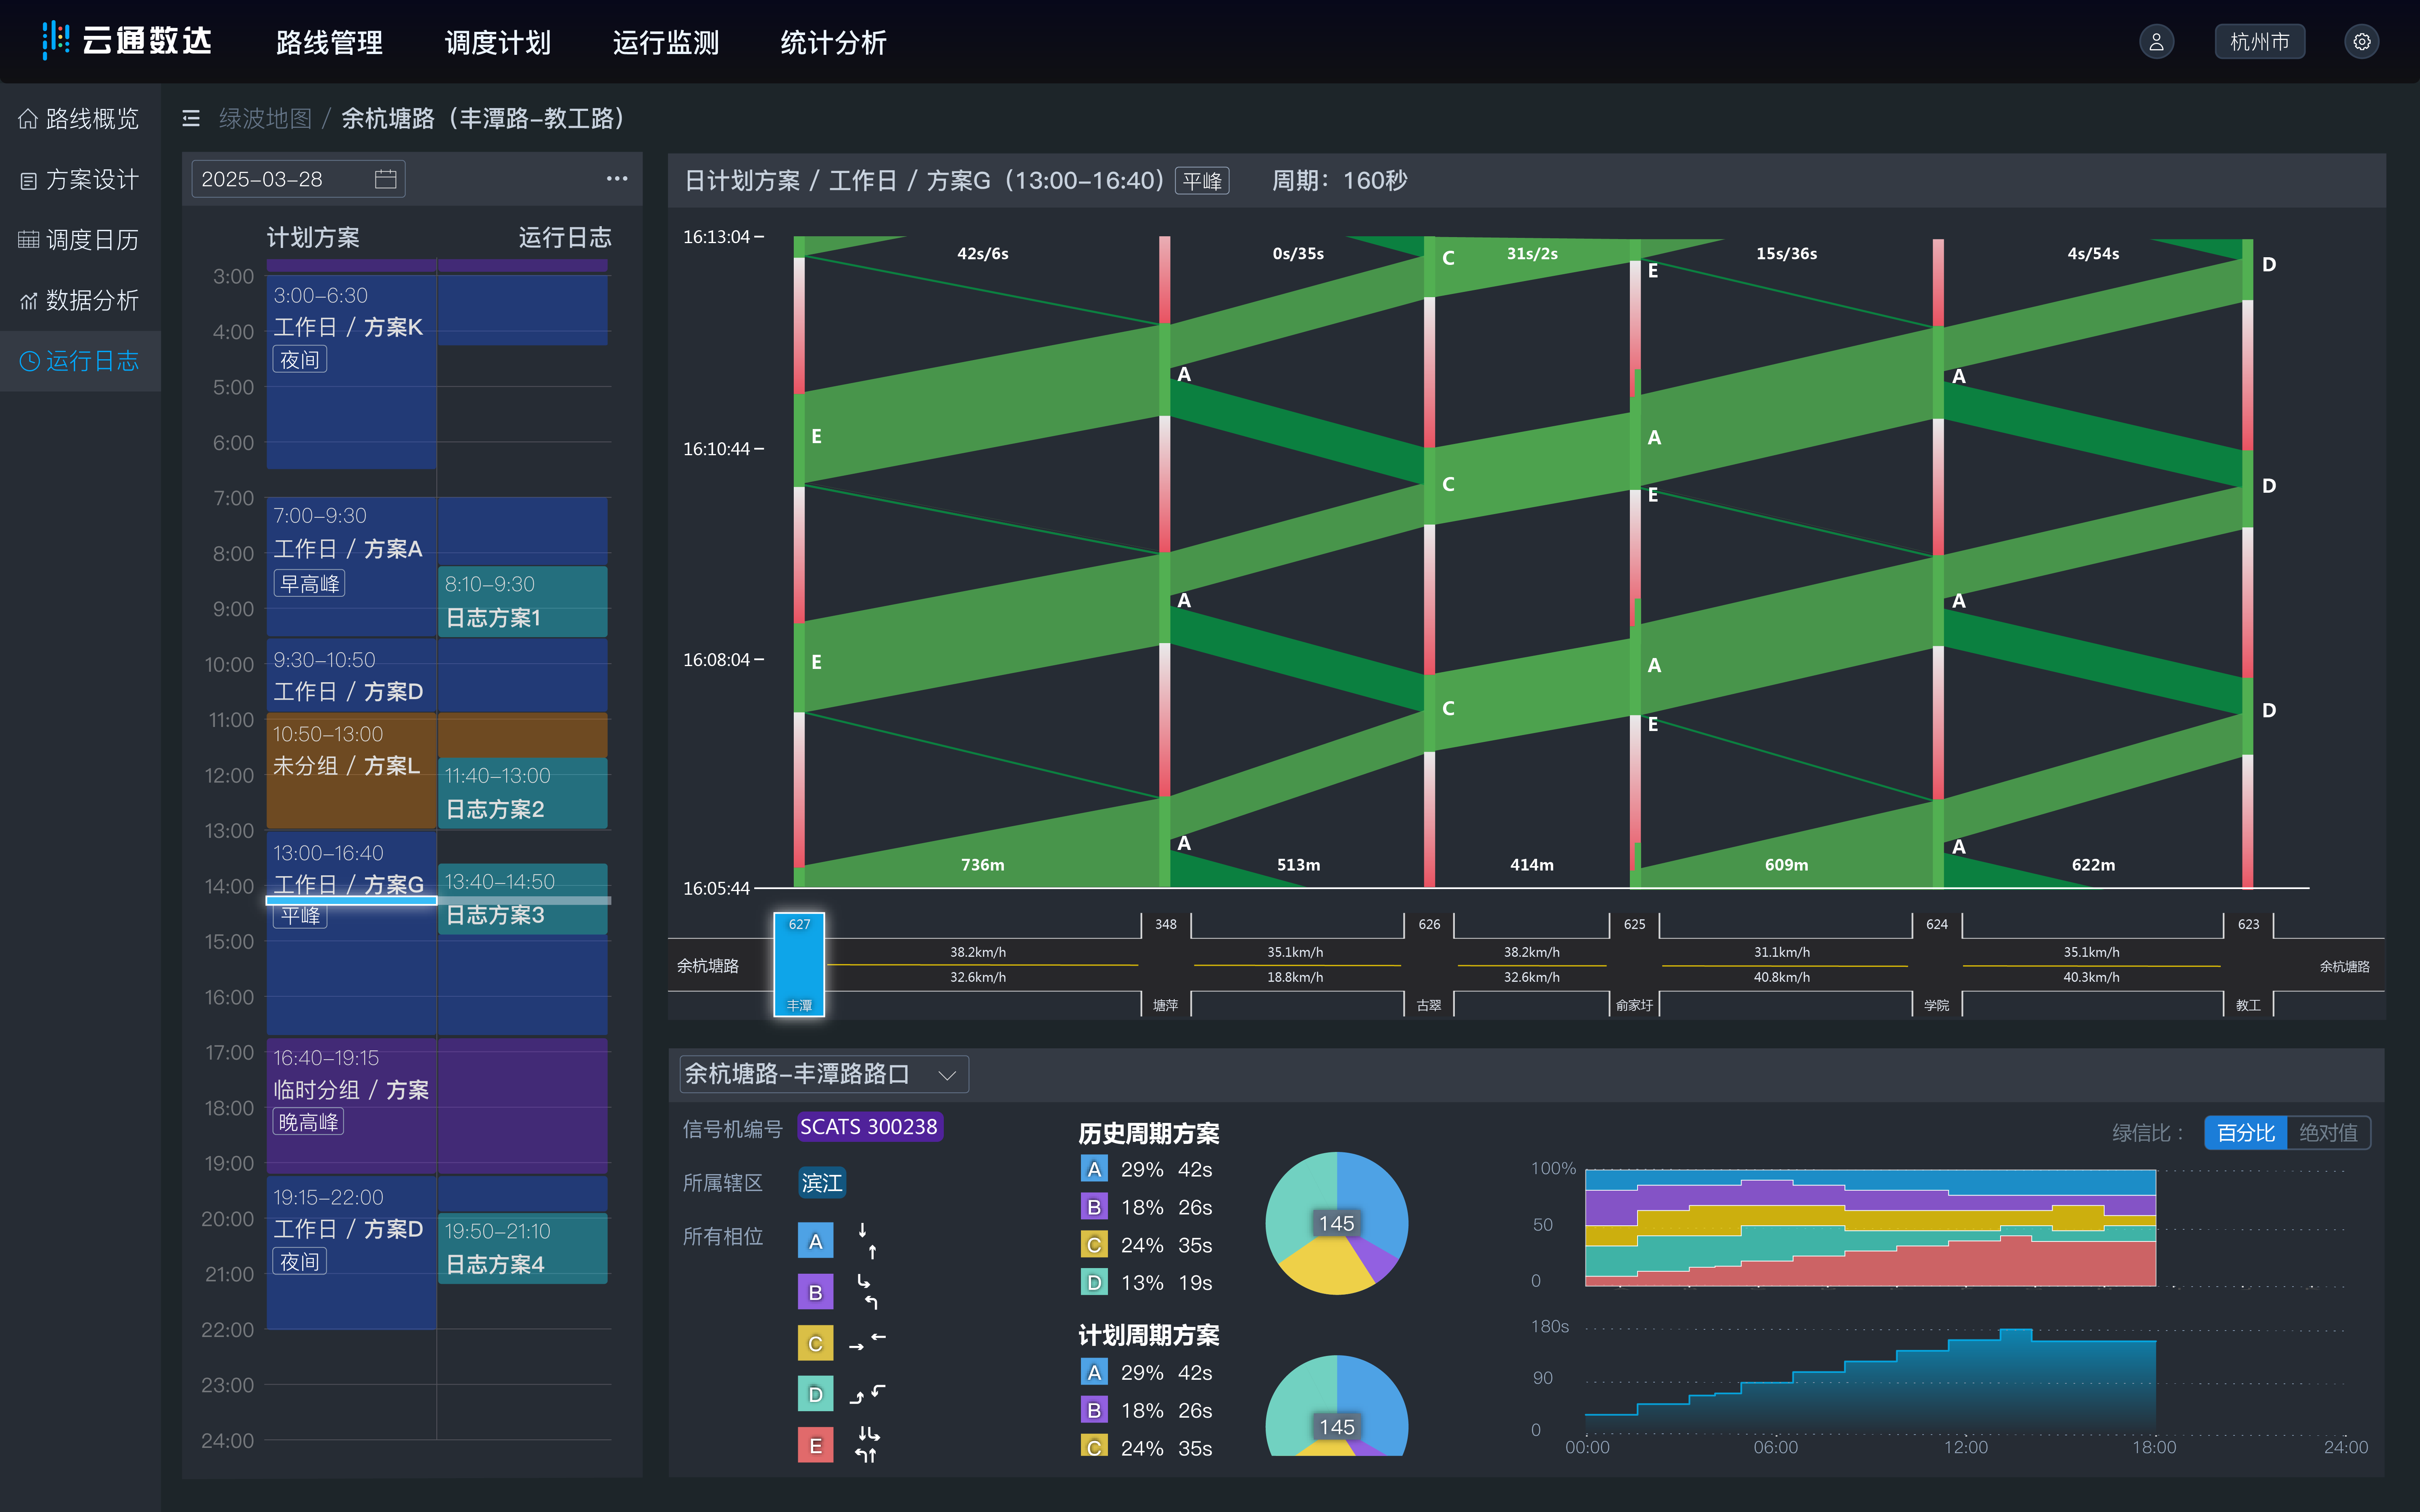 云通数达 路线管理 调度计划 运行监测 统计分析 杭州市
路线概览
方案设计
调度日历
数据分析
运行日志
绿波地图 / 余杭塘路（丰潭路–教工路）
2025–03–28
计划方案 运行日志
3:00
4:00
5:00
6:00
7:00
8:00
9:00
10:00
11:00
12:00
13:00
14:00
15:00
16:00
17:00
18:00
19:00
20:00
21:00
22:00
23:00
24:00
3:00–6:30
工作日 / 方案K
夜间
7:00–9:30
工作日 / 方案A
早高峰
9:30–10:50
工作日 / 方案D
10:50–13:00
未分组 / 方案L
13:00–16:40
工作日 / 方案G
平峰
16:40–19:15
临时分组 / 方案
晚高峰
19:15–22:00
工作日 / 方案D
夜间
8:10–9:30
日志方案1
11:40–13:00
日志方案2
13:40–14:50
日志方案3
19:50–21:10
日志方案4
日计划方案 / 工作日 / 方案G（13:00–16:40） 平峰 周期：160秒
16:13:04
16:10:44
16:08:04
16:05:44
42s/6s 0s/35s 31s/2s 15s/36s 4s/54s
C E D
A A
E A
C E D
A A
E A
C E D
A A
736m 513m 414m 609m 622m
627 348 626 625 624 623
38.2km/h 35.1km/h 38.2km/h 31.1km/h 35.1km/h
余杭塘路 余杭塘路
32.6km/h 18.8km/h 32.6km/h 40.8km/h 40.3km/h
丰潭 塘萍 古翠 俞家圩 学院 教工
余杭塘路–丰潭路路口
信号机编号 SCATS 300238
所属辖区 滨江
所有相位
A
B
C
D
E
历史周期方案
A 29% 42s
B 18% 26s
C 24% 35s
D 13% 19s
145
计划周期方案
A 29% 42s
B 18% 26s
C 24% 35s
145
绿信比： 百分比 绝对值
100%
50
0
180s
90
0
00:00 06:00 12:00 18:00 24:00